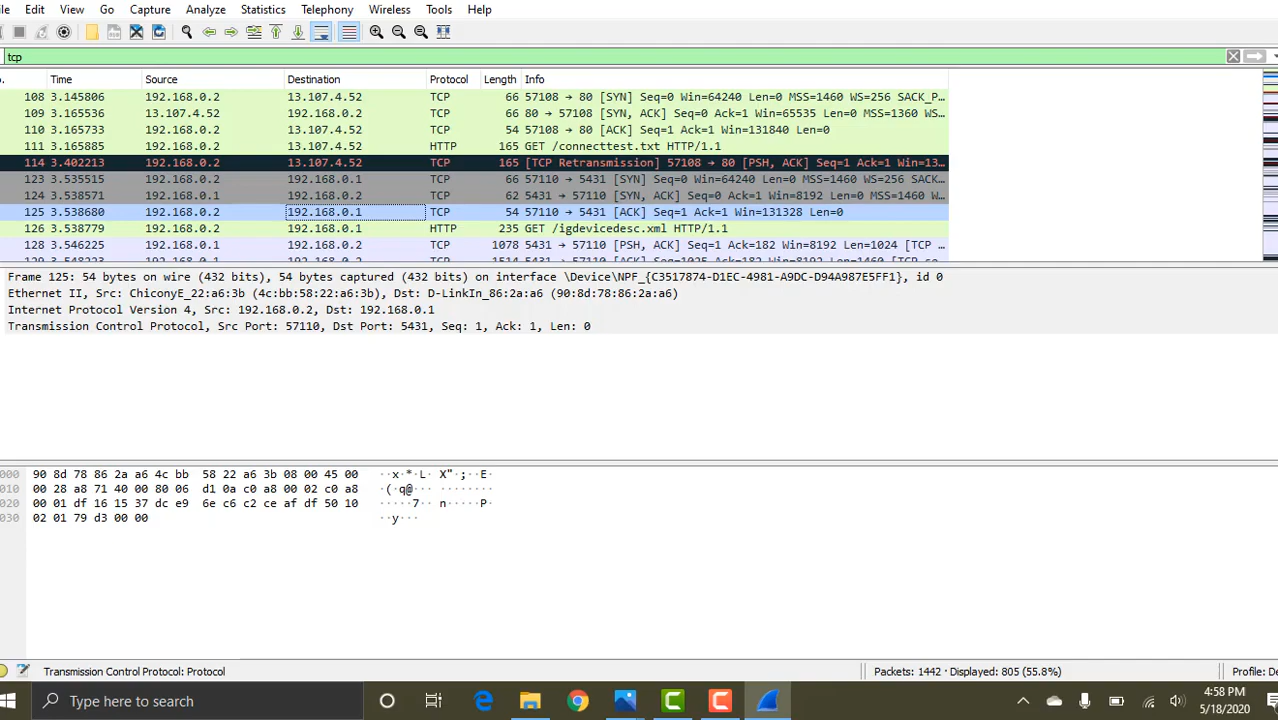 ile Edit View Go Capture Analyze Statistics Telephony Wireless Tools Help
tcp
o. Time Source Destination Protocol Length Info
108 3.145806 192.168.0.2 13.107.4.52 TCP 66 57108 → 80 [SYN] Seq=0 Win=64240 Len=0 MSS=1460 WS=256 SACK_P…
109 3.165536 13.107.4.52 192.168.0.2 TCP 66 80 → 57108 [SYN, ACK] Seq=0 Ack=1 Win=65535 Len=0 MSS=1360 WS…
110 3.165733 192.168.0.2 13.107.4.52 TCP 54 57108 → 80 [ACK] Seq=1 Ack=1 Win=131840 Len=0
111 3.165885 192.168.0.2 13.107.4.52 HTTP 165 GET /connecttest.txt HTTP/1.1
114 3.402213 192.168.0.2 13.107.4.52 TCP 165 [TCP Retransmission] 57108 → 80 [PSH, ACK] Seq=1 Ack=1 Win=13…
123 3.535515 192.168.0.2 192.168.0.1 TCP 66 57110 → 5431 [SYN] Seq=0 Win=64240 Len=0 MSS=1460 WS=256 SACK…
124 3.538571 192.168.0.1 192.168.0.2 TCP 62 5431 → 57110 [SYN, ACK] Seq=0 Ack=1 Win=8192 Len=0 MSS=1460 W…
125 3.538680 192.168.0.2 192.168.0.1 TCP 54 57110 → 5431 [ACK] Seq=1 Ack=1 Win=131328 Len=0
126 3.538779 192.168.0.2 192.168.0.1 HTTP 235 GET /igdevicedesc.xml HTTP/1.1
128 3.546225 192.168.0.1 192.168.0.2 TCP 1078 5431 → 57110 [PSH, ACK] Seq=1 Ack=182 Win=8192 Len=1024 [TCP …
Frame 125: 54 bytes on wire (432 bits), 54 bytes captured (432 bits) on interface \Device\NPF_{C3517874-D1EC-4981-A9DC-D94A987E5FF1}, id 0
Ethernet II, Src: ChiconyE_22:a6:3b (4c:bb:58:22:a6:3b), Dst: D-LinkIn_86:2a:a6 (90:8d:78:86:2a:a6)
Internet Protocol Version 4, Src: 192.168.0.2, Dst: 192.168.0.1
Transmission Control Protocol, Src Port: 57110, Dst Port: 5431, Seq: 1, Ack: 1, Len: 0
000 90 8d 78 86 2a a6 4c bb 58 22 a6 3b 08 00 45 00 ··x·*·L· X"·;··E·
010 00 28 a8 71 40 00 80 06 d1 0a c0 a8 00 02 c0 a8 ·(·q@··· ········
020 00 01 df 16 15 37 dc e9 6e c6 c2 ce af df 50 10 ·····7·· n·····P·
030 02 01 79 d3 00 00 ··y···
Transmission Control Protocol: Protocol Packets: 1442 · Displayed: 805 (55.8%) Profile: De
Type here to search
4:58 PM
5/18/2020